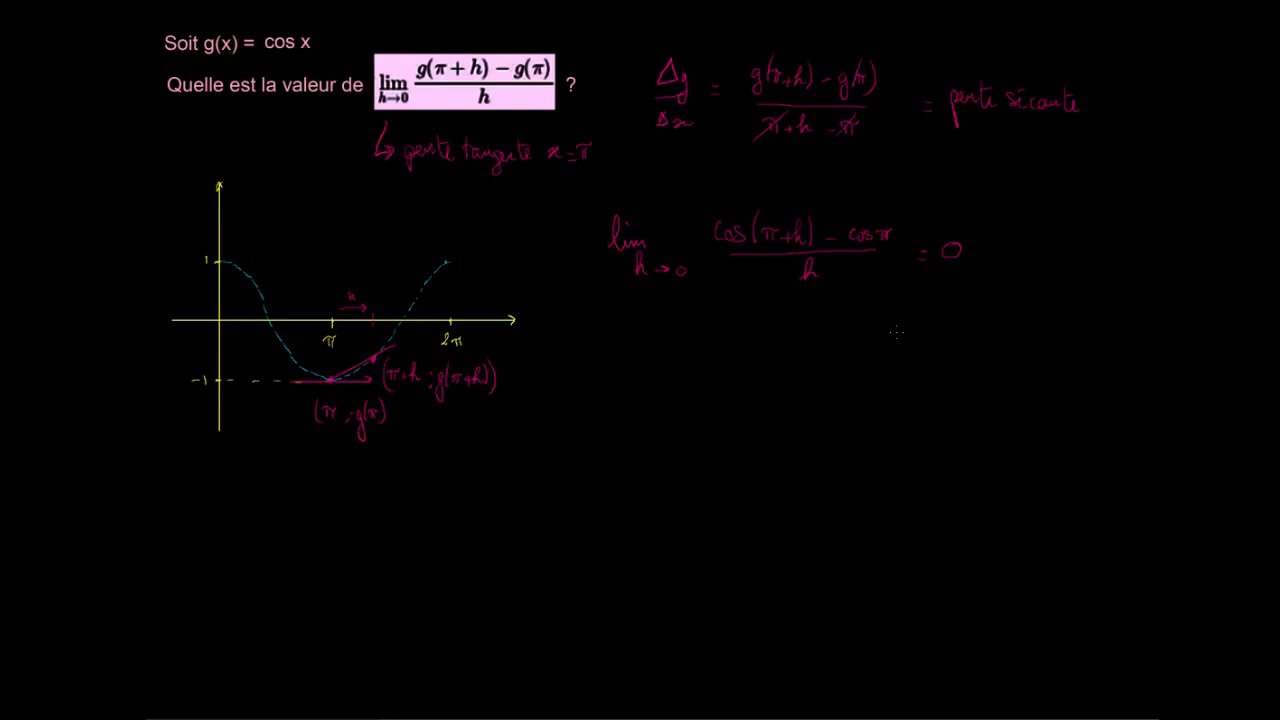 Soit g(x) = cos x
Quelle est la valeur de lim h→0 g(π + h) − g(π) / h ?
↳ pente tangente x = π
Δg / Δx = g(π+h) − g(π) / π+h − π = pente sécante
lim h→0 cos(π+h) − cos π / h = 0
1
h
π
2π
−1
(π+h ; g(π+h))
(π ; g(π))